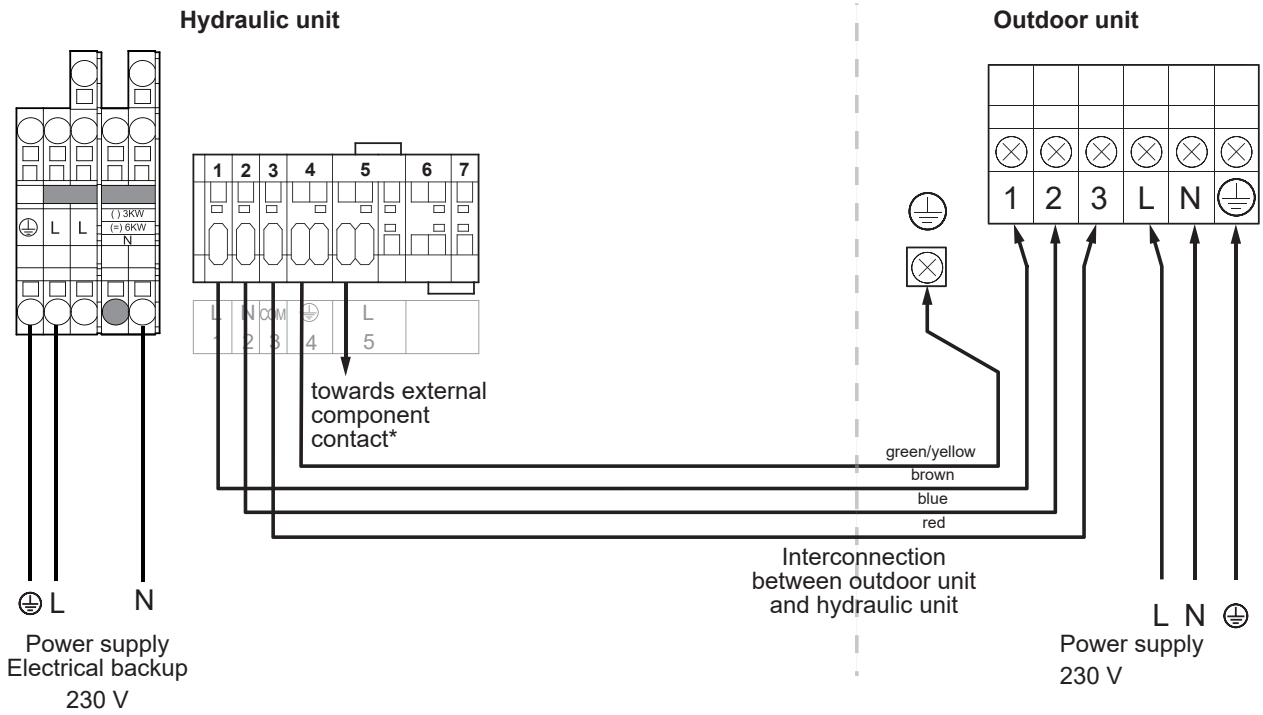 Hydraulic unit
Outdoor unit
L L
( ) 3KW
(=) 6KW
N
1 2 3 4 5 6 7
L N COM L
1 2 3 4 5
1 2 3 L N
towards external
component
contact*
green/yellow
brown
blue
red
Interconnection
between outdoor unit
and hydraulic unit
L N
Power supply
Electrical backup
230 V
L N
Power supply
230 V